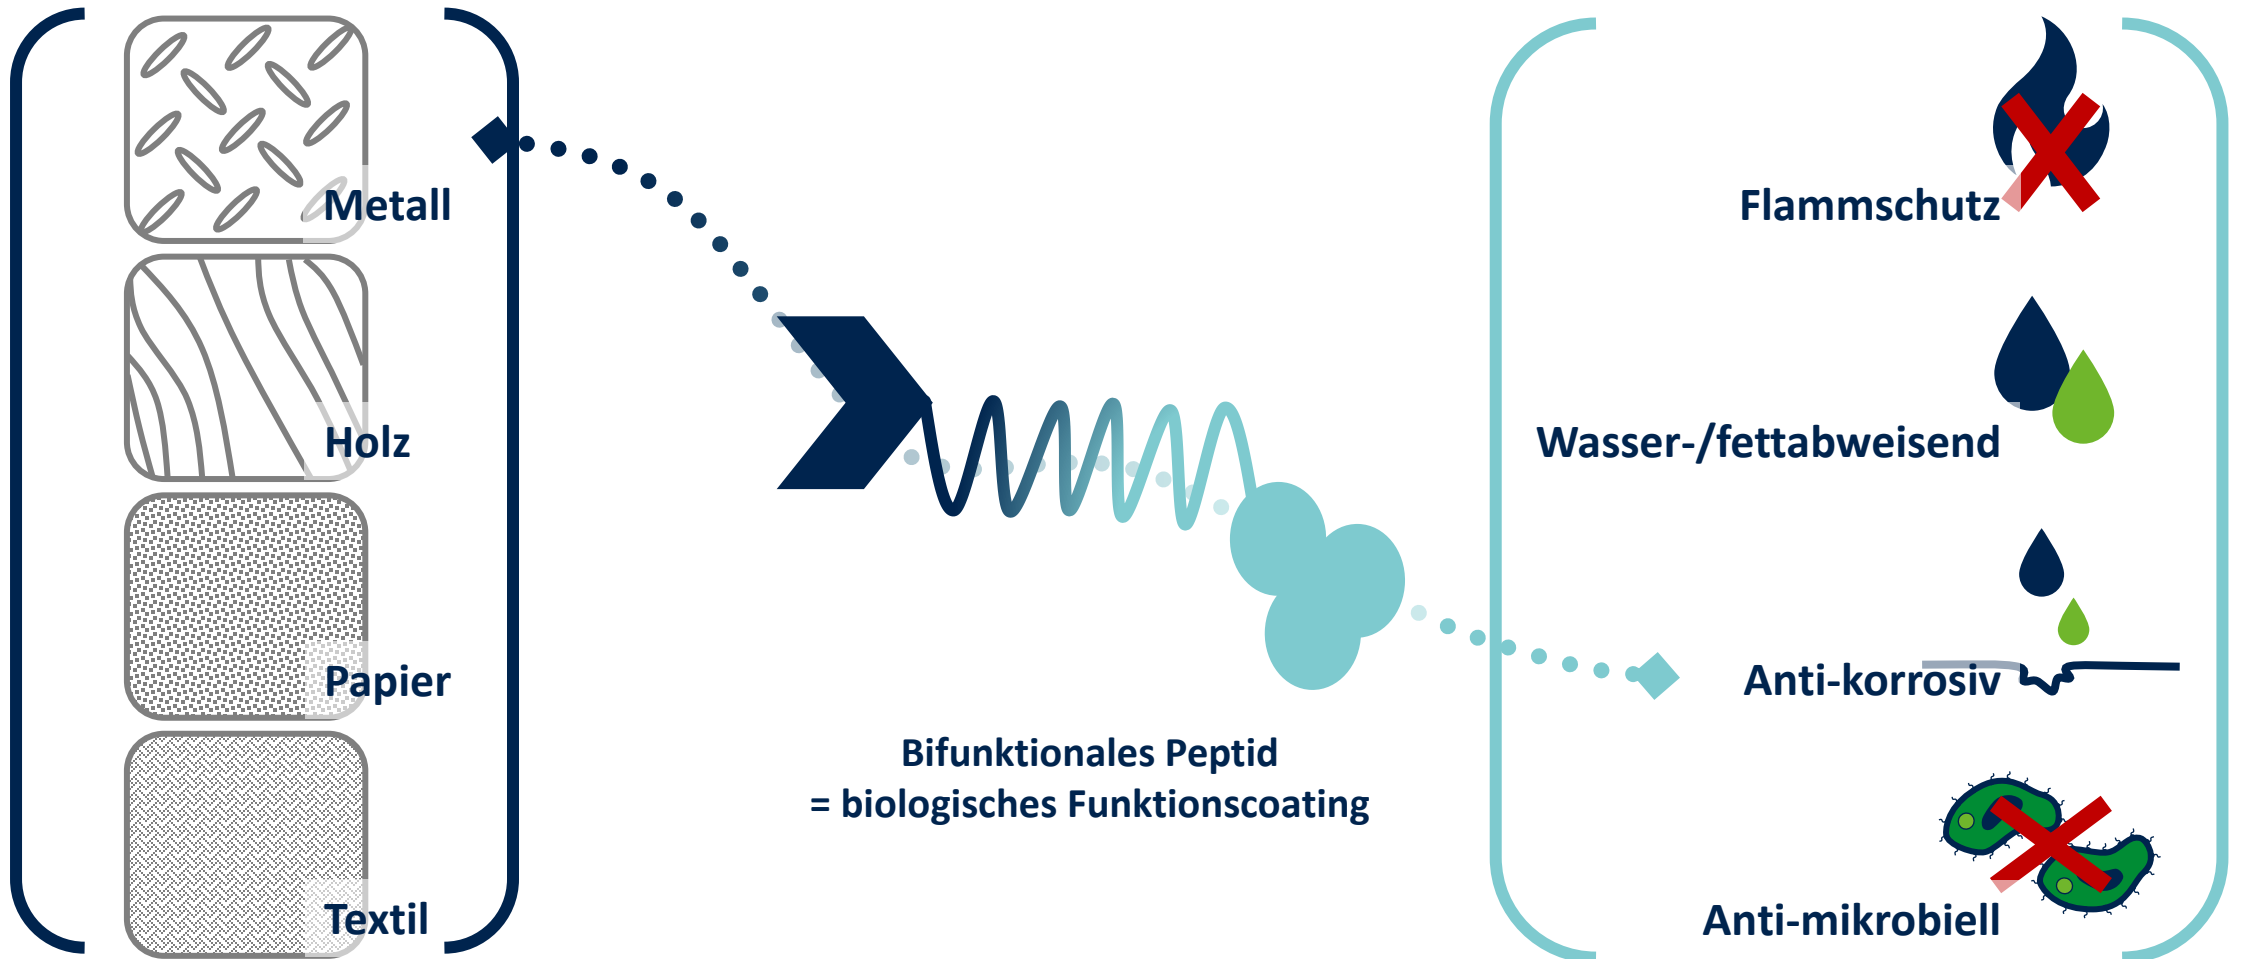 Metall
Holz
Papier
Textil
Bifunktionales Peptid
= biologisches Funktionscoating
Flammschutz
Wasser-/fettabweisend
Anti-korrosiv
Anti-mikrobiell